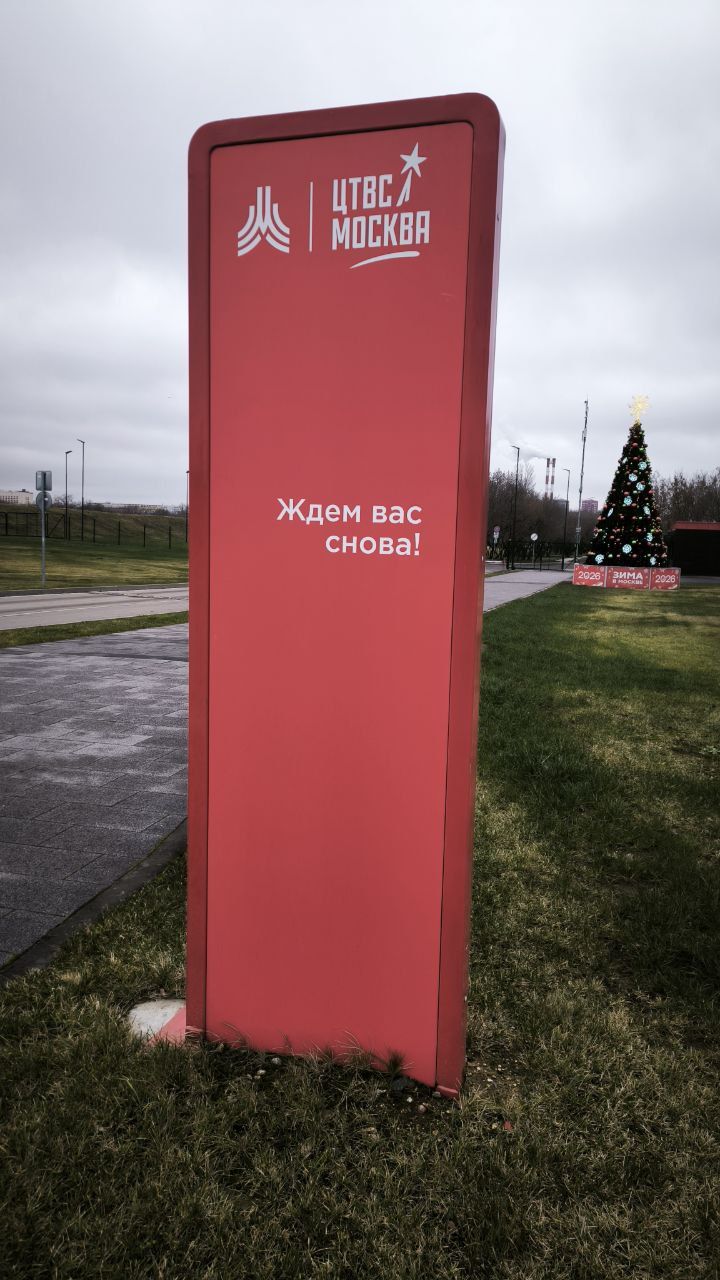 ЦТВС
МОСКВА
Ждем вас
снова!
2026 ЗИМА 2026
В МОСКВЕ